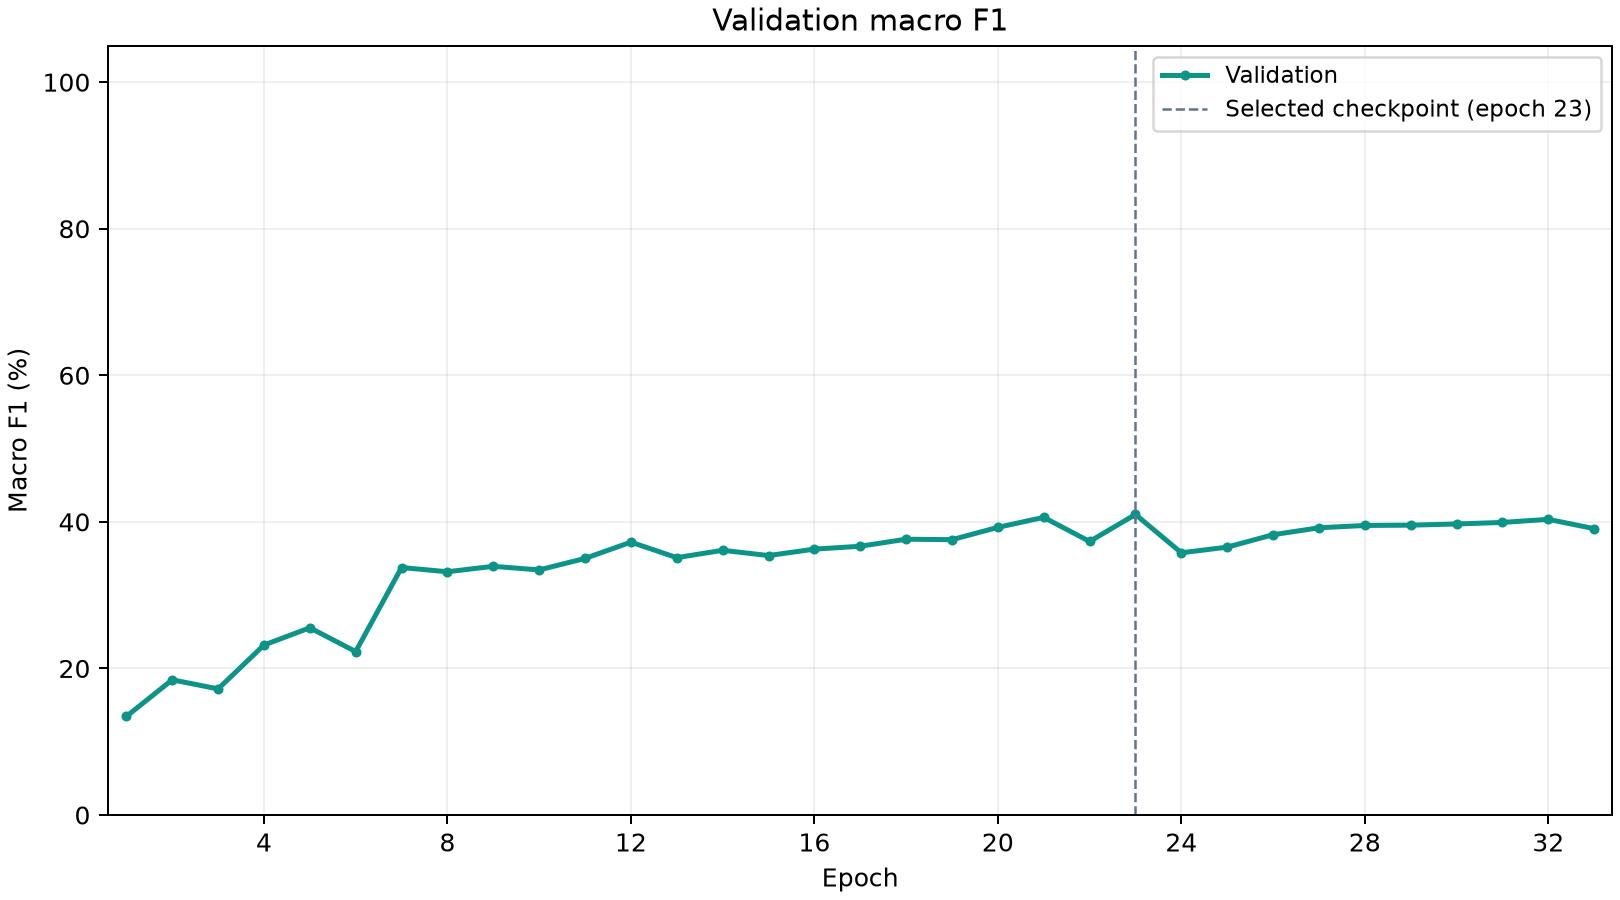 Validation macro F1
Validation
Selected checkpoint (epoch 23)
Macro F1 (%)
100
80
60
40
20
0
4 8 12 16 20 24 28 32
Epoch